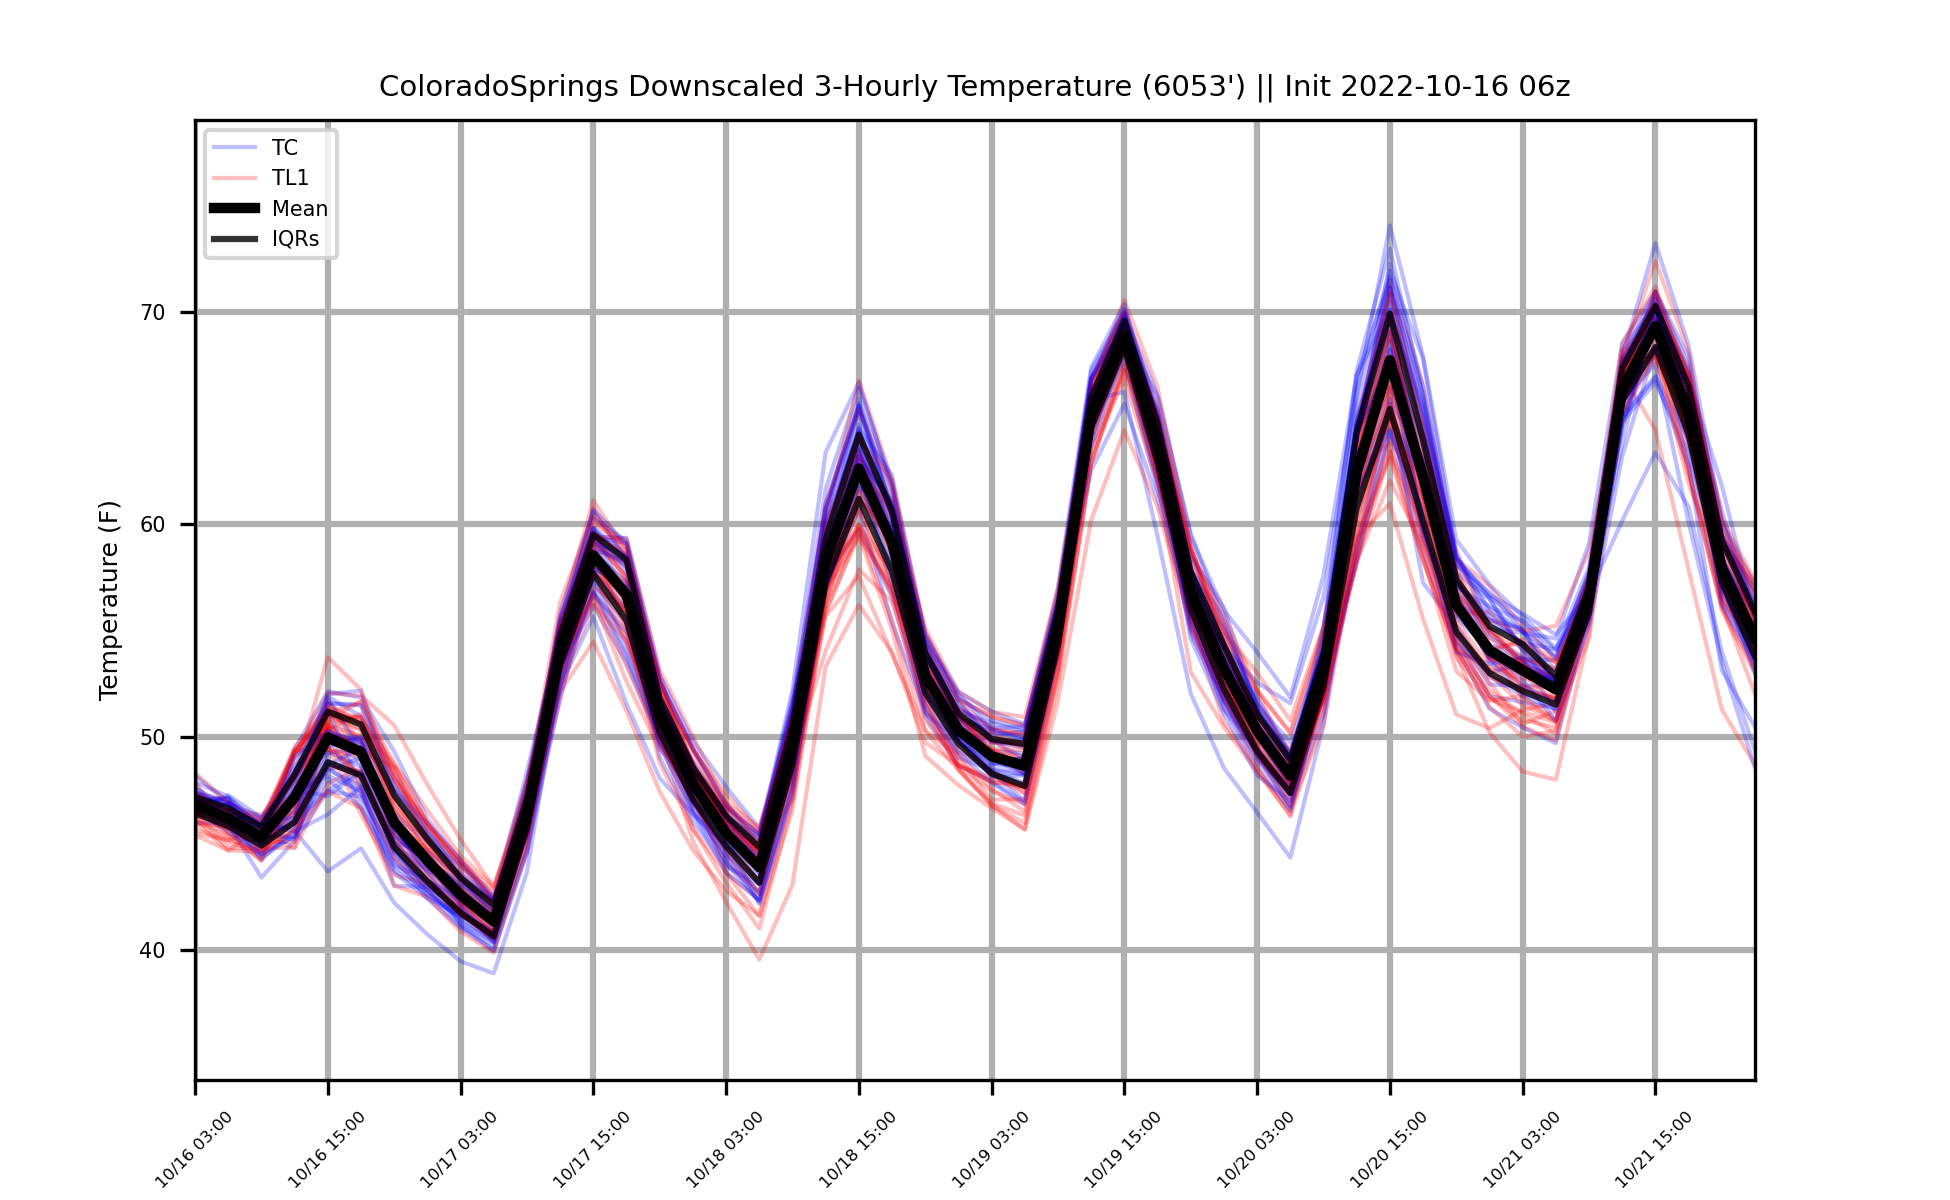 ColoradoSprings Downscaled 3-Hourly Temperature (6053') || Init 2022-10-16 06z
TC
TL1
Mean
IQRs
70
60
50
40
Temperature (F)
10/16 03:00
10/16 15:00
10/17 03:00
10/17 15:00
10/18 03:00
10/18 15:00
10/19 03:00
10/19 15:00
10/20 03:00
10/20 15:00
10/21 03:00
10/21 15:00